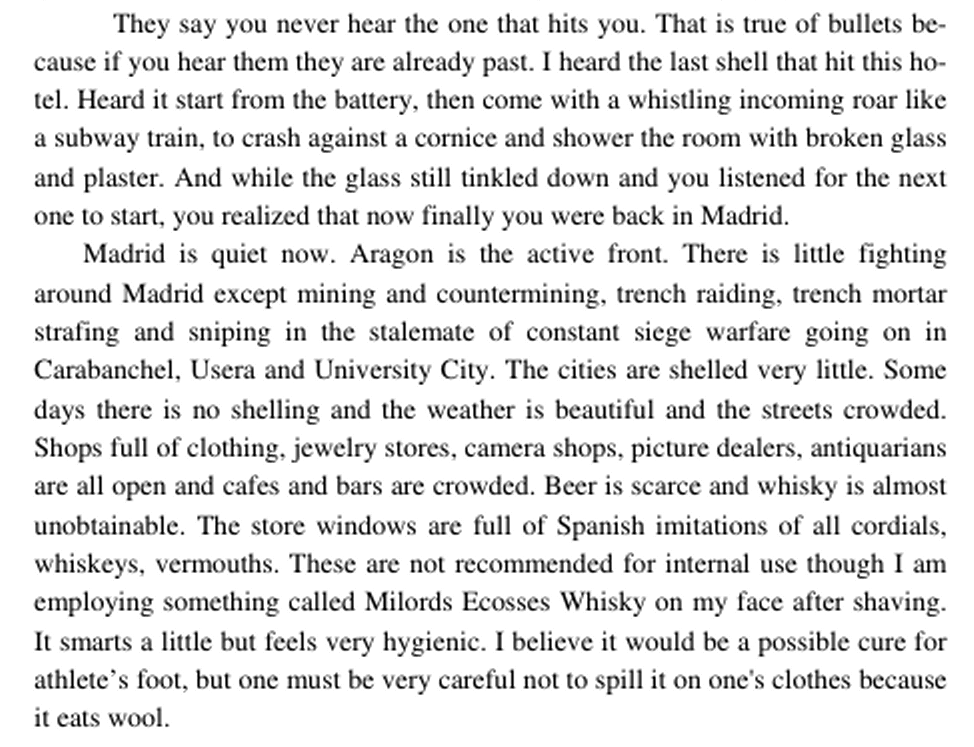 They say you never hear the one that hits you. That is true of bullets be-
cause if you hear them they are already past. I heard the last shell that hit this ho-
tel. Heard it start from the battery, then come with a whistling incoming roar like
a subway train, to crash against a cornice and shower the room with broken glass
and plaster. And while the glass still tinkled down and you listened for the next
one to start, you realized that now finally you were back in Madrid.
Madrid is quiet now. Aragon is the active front. There is little fighting
around Madrid except mining and countermining, trench raiding, trench mortar
strafing and sniping in the stalemate of constant siege warfare going on in
Carabanchel, Usera and University City. The cities are shelled very little. Some
days there is no shelling and the weather is beautiful and the streets crowded.
Shops full of clothing, jewelry stores, camera shops, picture dealers, antiquarians
are all open and cafes and bars are crowded. Beer is scarce and whisky is almost
unobtainable. The store windows are full of Spanish imitations of all cordials,
whiskeys, vermouths. These are not recommended for internal use though I am
employing something called Milords Ecosses Whisky on my face after shaving.
It smarts a little but feels very hygienic. I believe it would be a possible cure for
athlete’s foot, but one must be very careful not to spill it on one's clothes because
it eats wool.